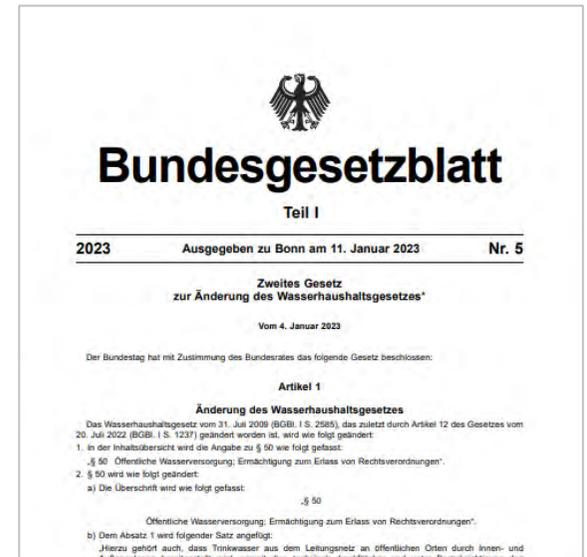 Bundesgesetzblatt
Teil I
2023 Ausgegeben zu Bonn am 11. Januar 2023 Nr. 5
Zweites Gesetz
zur Änderung des Wasserhaushaltsgesetzes*
Vom 4. Januar 2023
Der Bundestag hat mit Zustimmung des Bundesrates das folgende Gesetz beschlossen:
Artikel 1
Änderung des Wasserhaushaltsgesetzes
Das Wasserhaushaltsgesetz vom 31. Juli 2009 (BGBl. I S. 2585), das zuletzt durch Artikel 12 des Gesetzes vom
20. Juli 2022 (BGBl. I S. 1237) geändert worden ist, wird wie folgt geändert:
1. In der Inhaltsübersicht wird die Angabe zu § 50 wie folgt gefasst:
„§ 50 Öffentliche Wasserversorgung; Ermächtigung zum Erlass von Rechtsverordnungen“.
2. § 50 wird wie folgt geändert:
a) Die Überschrift wird wie folgt gefasst:
„§ 50
Öffentliche Wasserversorgung; Ermächtigung zum Erlass von Rechtsverordnungen“.
b) Dem Absatz 1 wird folgender Satz angefügt:
„Hierzu gehört auch, dass Trinkwasser aus dem Leitungsnetz an öffentlichen Orten durch Innen- und